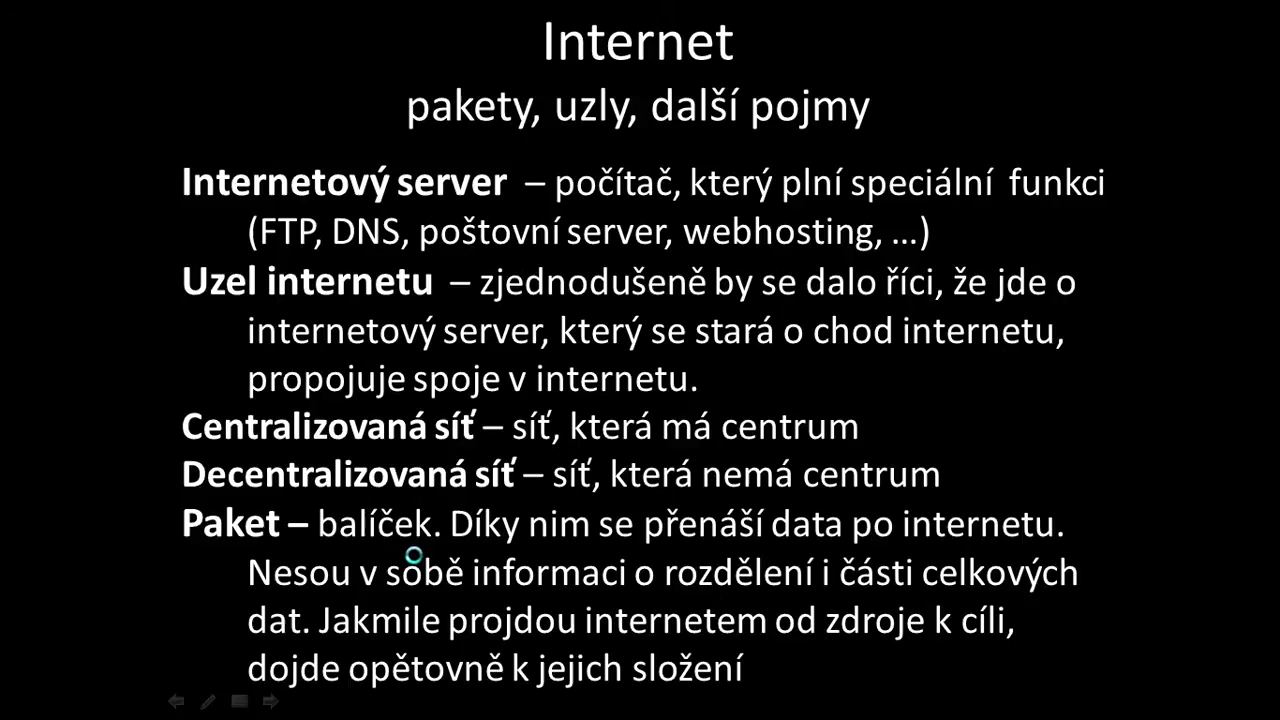 Internet
pakety, uzly, další pojmy
Internetový server – počítač, který plní speciální funkci
(FTP, DNS, poštovní server, webhosting, …)
Uzel internetu – zjednodušeně by se dalo říci, že jde o
internetový server, který se stará o chod internetu,
propojuje spoje v internetu.
Centralizovaná síť – síť, která má centrum
Decentralizovaná síť – síť, která nemá centrum
Paket – balíček. Díky nim se přenáší data po internetu.
Nesou v sobě informaci o rozdělení i části celkových
dat. Jakmile projdou internetem od zdroje k cíli,
dojde opětovně k jejich složení